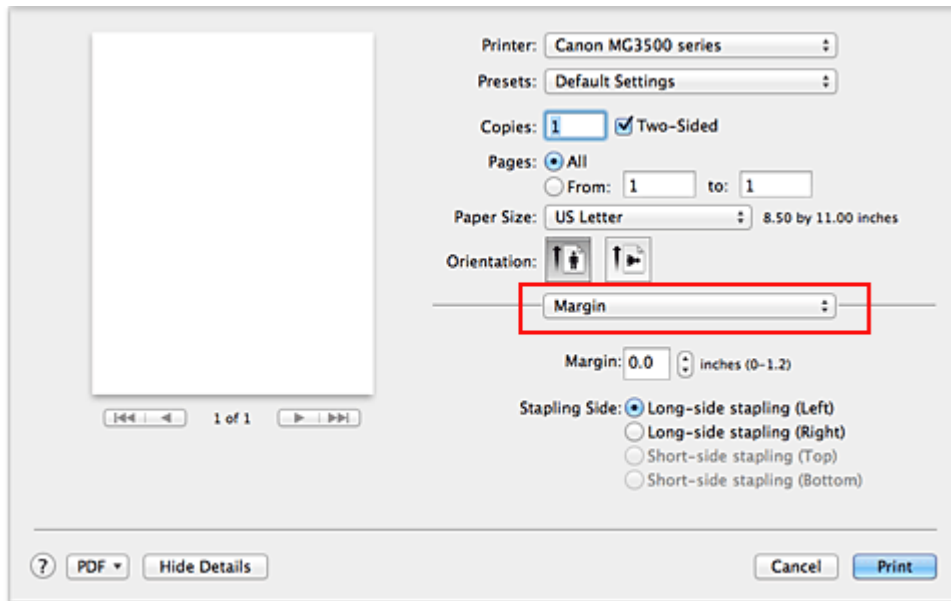 Printer: Canon MG3500 series
Presets: Default Settings
Copies: 1 Two-Sided
Pages: All
From: 1 to: 1
Paper Size: US Letter 8.50 by 11.00 inches
Orientation:
Margin
Margin: 0.0 inches (0-1.2)
Stapling Side: Long-side stapling (Left)
Long-side stapling (Right)
Short-side stapling (Top)
Short-side stapling (Bottom)
1 of 1
? PDF Hide Details Cancel Print